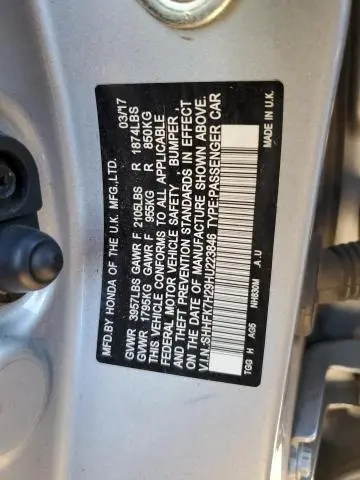 MFD.BY HONDA OF THE U.K. MFG.,LTD. 03/17
GVWR 3957LBS GAWR F 2105LBS R 1874LBS
GVWR 1795KG GAWR F 955KG R 850KG
THIS VEHICLE CONFORMS TO ALL APPLICABLE
FEDERAL MOTOR VEHICLE SAFETY , BUMPER ,
AND THEFT PREVENTION STANDARDS IN EFFECT
ON THE DATE OF MANUFACTURE SHOWN ABOVE.
V.I.N.:SHHFK7H29HU223946 TYPE:PASSENGER CAR
TGG H AG5 NH830M .A .U MADE IN U.K.